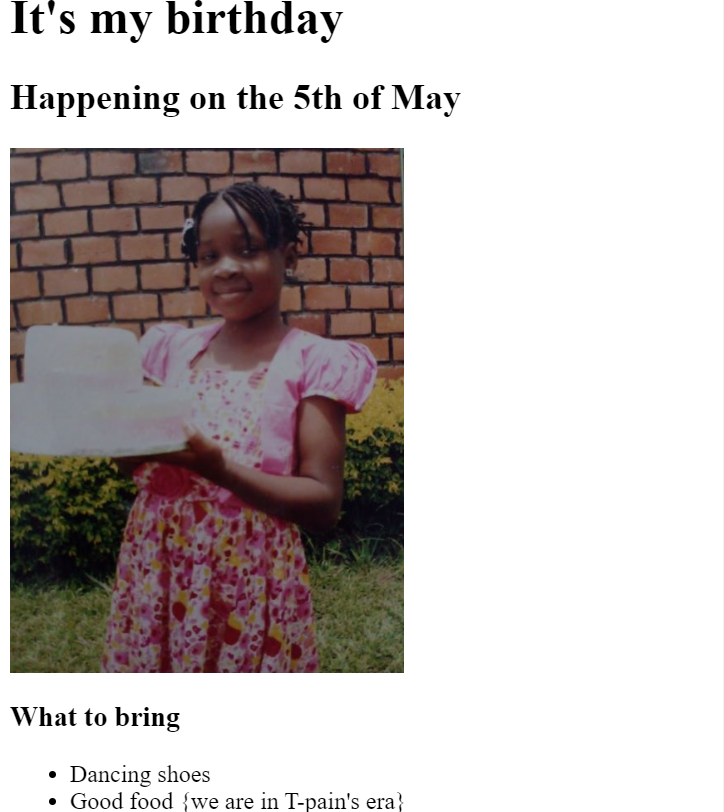 It's my birthday
Happening on the 5th of May
What to bring
Dancing shoes
Good food {we are in T-pain's era}